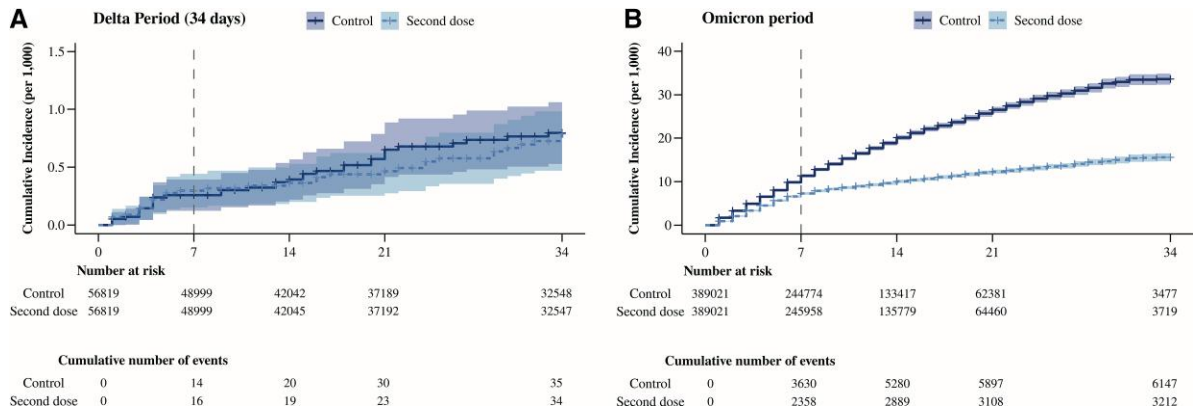 A Delta Period (34 days) Control Second dose
Cumulative Incidence (per 1,000)
1.5
1.0
0.5
0.0
0 7 14 21 34
Number at risk
Control 56819 48999 42042 37189 32548
Second dose 56819 48999 42045 37192 32547
Cumulative number of events
Control 0 14 20 30 35
Second dose 0 16 19 23 34
B Omicron period Control Second dose
Cumulative Incidence (per 1,000)
40
30
20
10
0
0 7 14 21 34
Number at risk
Control 389021 244774 133417 62381 3477
Second dose 389021 245958 135779 64460 3719
Cumulative number of events
Control 0 3630 5280 5897 6147
Second dose 0 2358 2889 3108 3212